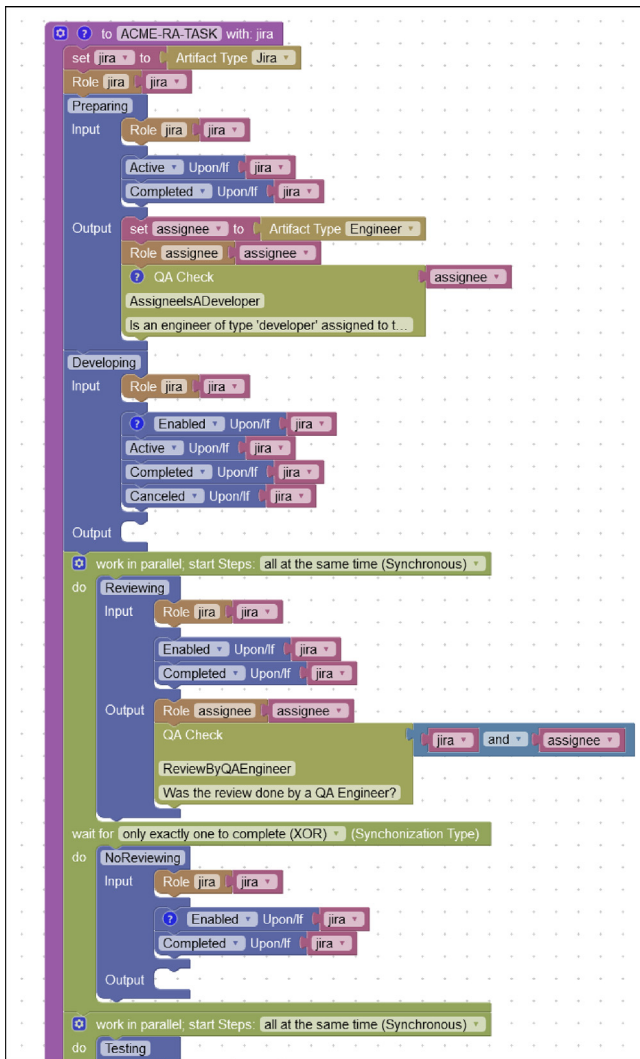 ? to ACME-RA-TASK with: jira
set jira to Artifact Type Jira
Role jira jira
Preparing
Input Role jira jira
Active Upon/If jira
Completed Upon/If jira
Output set assignee to Artifact Type Engineer
Role assignee assignee
? QA Check assignee
AssigneeIsADeveloper
Is an engineer of type 'developer' assigned to t...
Developing
Input Role jira jira
? Enabled Upon/If jira
Active Upon/If jira
Completed Upon/If jira
Canceled Upon/If jira
Output
work in parallel; start Steps: all at the same time (Synchronous)
do Reviewing
Input Role jira jira
Enabled Upon/If jira
Completed Upon/If jira
Output Role assignee assignee
QA Check jira and assignee
ReviewByQAEngineer
Was the review done by a QA Engineer?
wait for only exactly one to complete (XOR) (Synchonization Type)
do NoReviewing
Input Role jira jira
? Enabled Upon/If jira
Completed Upon/If jira
Output
work in parallel; start Steps: all at the same time (Synchronous)
do Testing